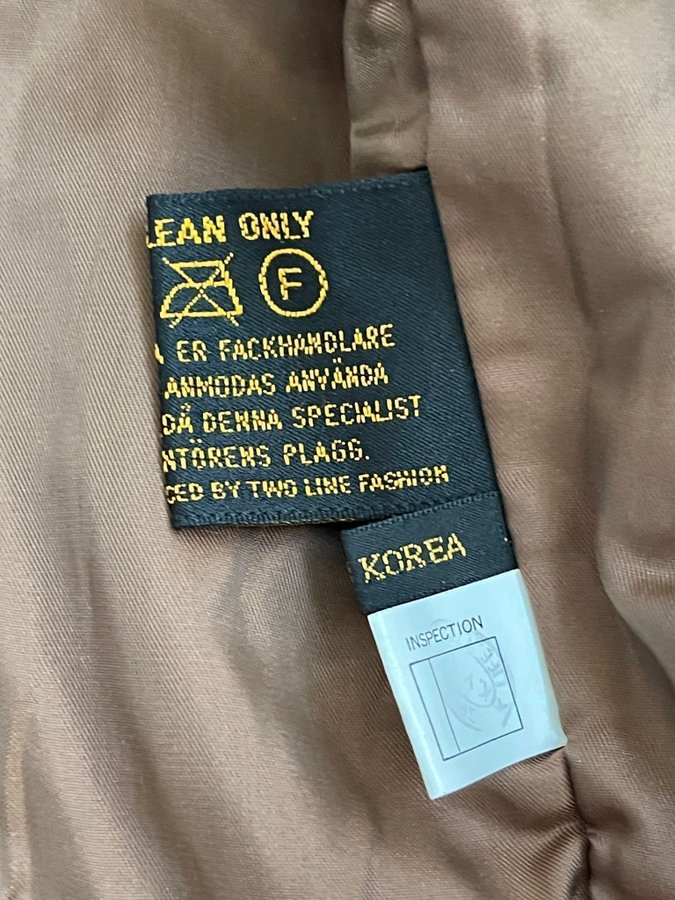 LEAN ONLY
F
ER FACKHANDLARE
ANMODAS ANVÄNDA
DÅ DENNA SPECIALIST
NTÖRENS PLAGG.
CED BY TWO LINE FASHION
KOREA
INSPECTION